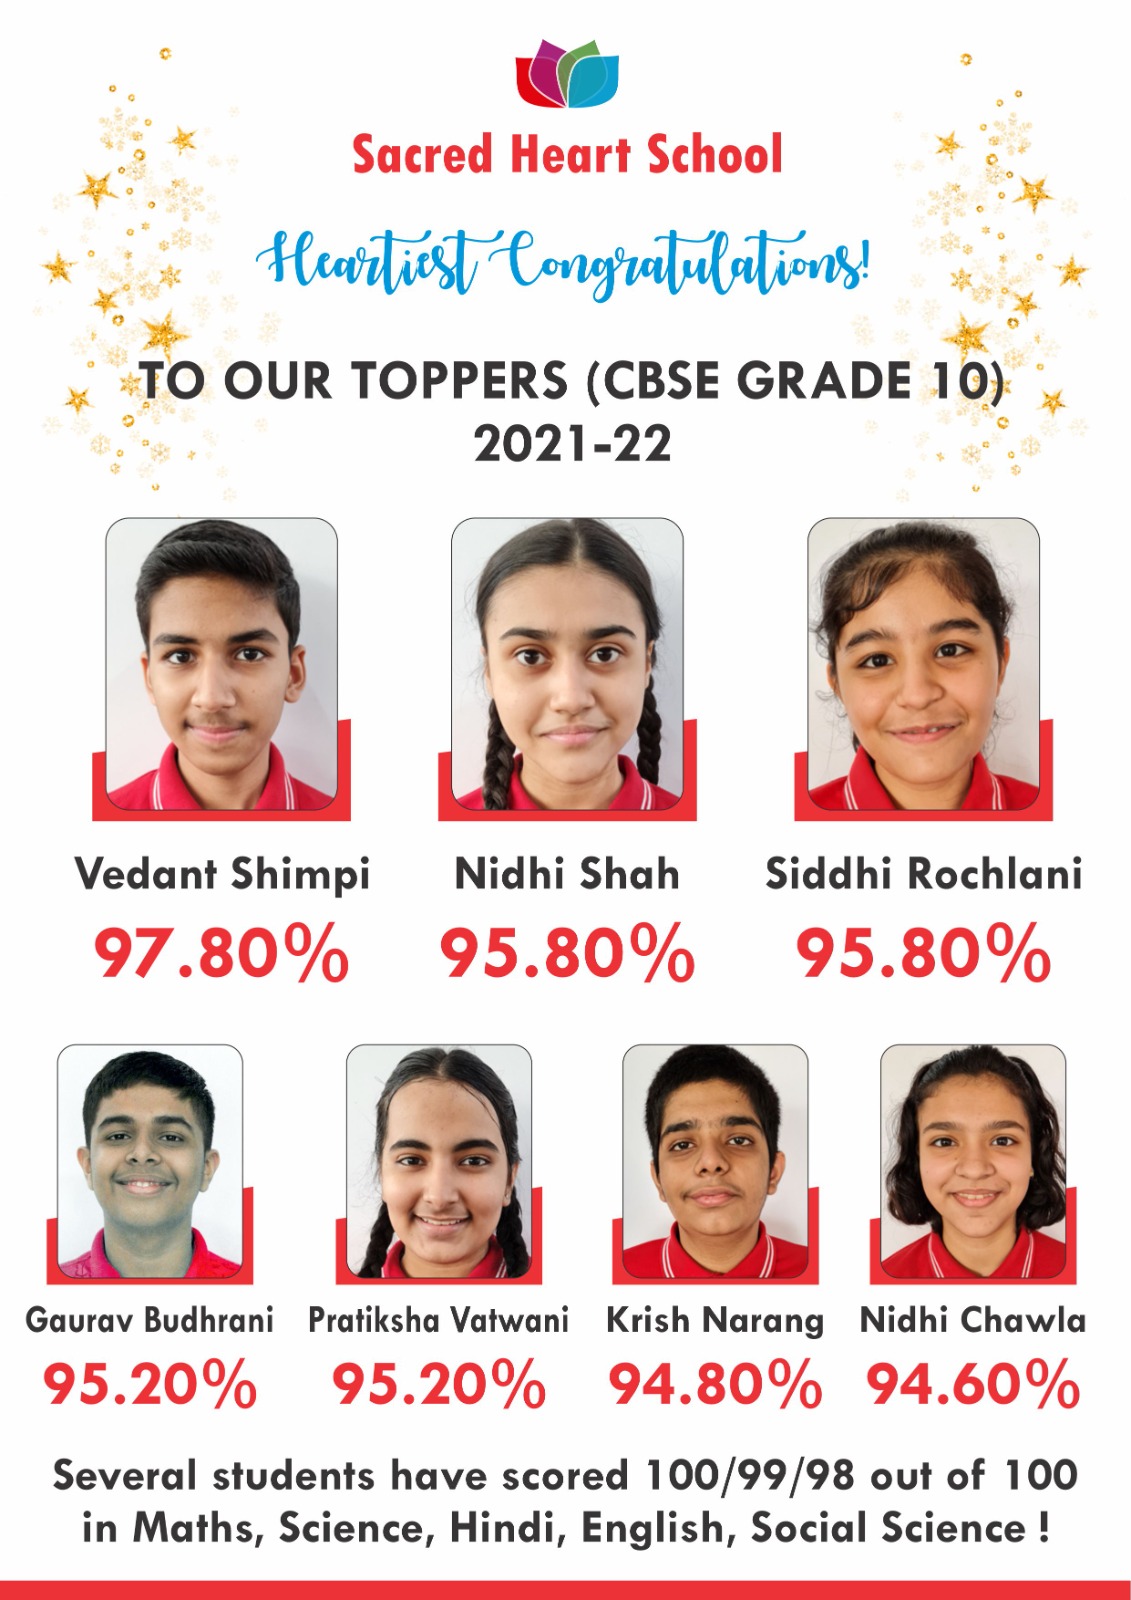 Sacred Heart School
Heartiest Congratulations!
TO OUR TOPPERS (CBSE GRADE 10)
2021-22
Vedant Shimpi
97.80%
Nidhi Shah
95.80%
Siddhi Rochlani
95.80%
Gaurav Budhrani
95.20%
Pratiksha Vatwani
95.20%
Krish Narang
94.80%
Nidhi Chawla
94.60%
Several students have scored 100/99/98 out of 100
in Maths, Science, Hindi, English, Social Science !